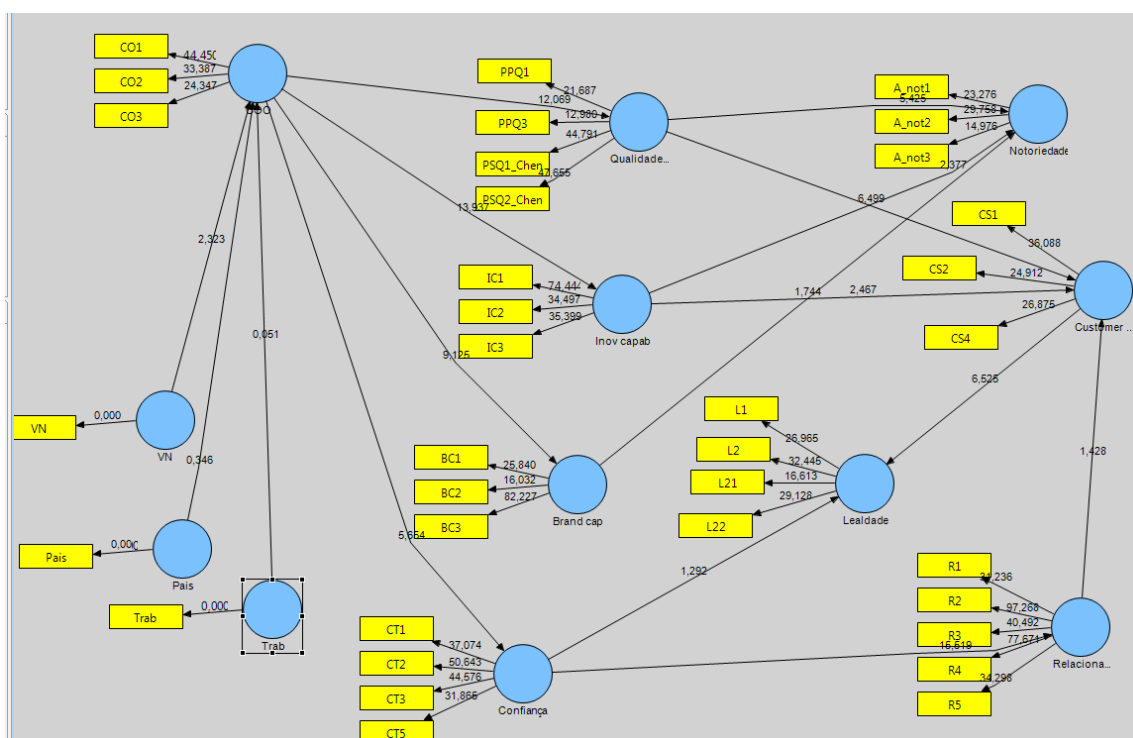 CO1
44,450
CO2
33,387
CO3
24,347
PPQ1
21,687
12,069
PPQ3
12,980
PSQ1_Chen
44,791
PSQ2_Chen
47,655
Qualidade...
A_not1
23,276
5,425
A_not2
29,758
A_not3
14,976
Notoriedade
2,377
6,499
13,937
CS1
36,088
CS2
24,912
CS4
26,875
Customer ...
2,323
IC1
74,444
IC2
34,497
IC3
35,399
Inov capab
1,744
2,467
0,051
9,125
6,525
VN
0,000
VN
0,346
L1
26,965
L2
32,445
L21
16,613
L22
29,128
Lealdade
BC1
25,840
BC2
16,032
BC3
82,227
Brand cap
1,428
5,654
Pais
0,000
Pais
1,292
Trab
0,000
Trab
R1
R2
97,268
R3
40,492
77,671
15,519
R4
R5
34,298
Relaciona...
CT1
37,074
CT2
50,643
CT3
44,576
CT5
31,865
Confiança